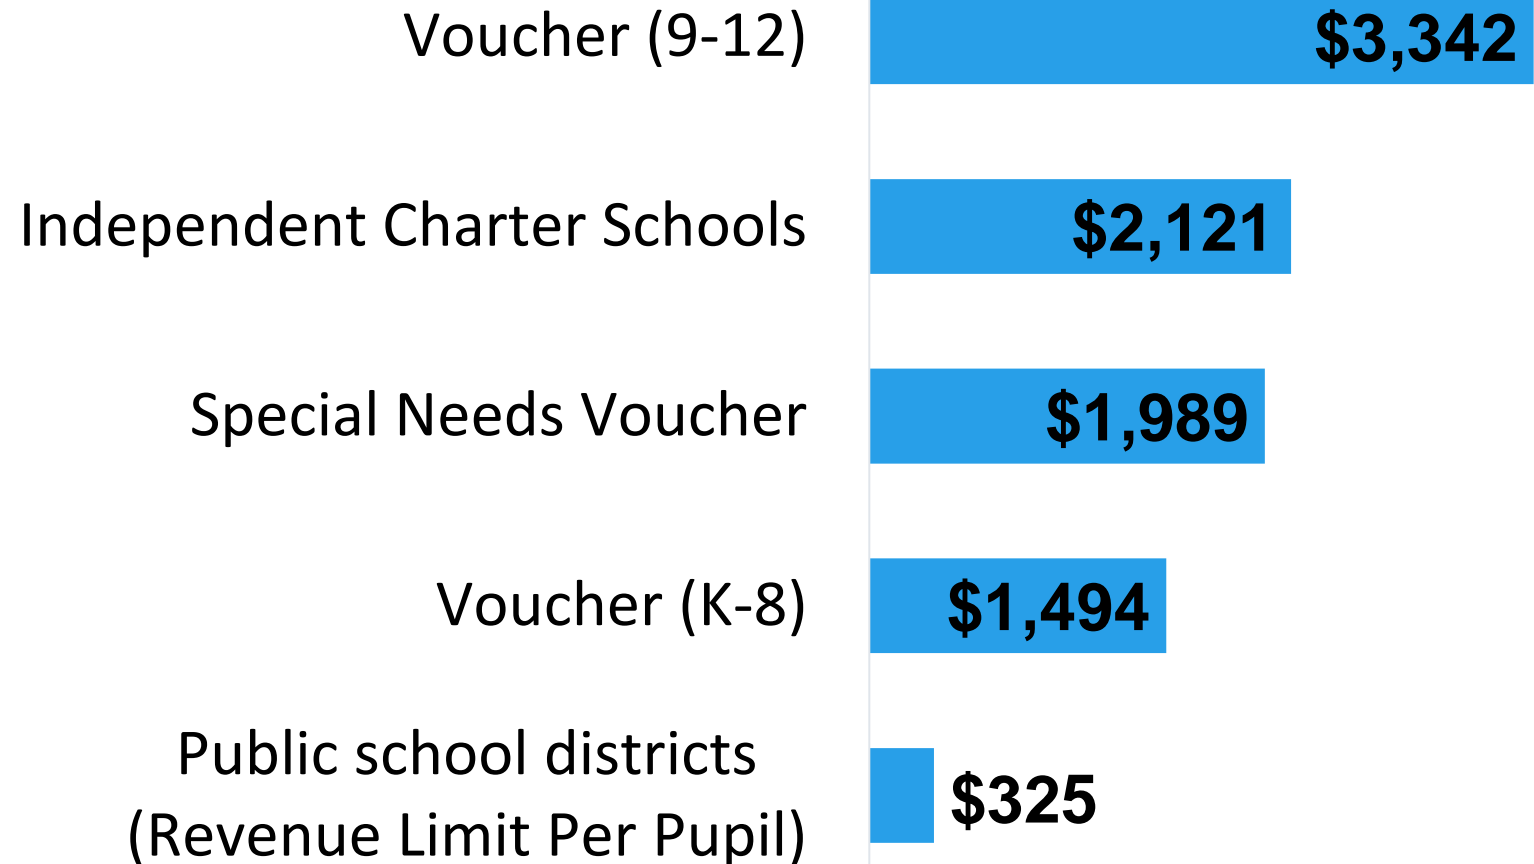 Voucher (9-12) $3,342
Independent Charter Schools $2,121
Special Needs Voucher $1,989
Voucher (K-8) $1,494
Public school districts
(Revenue Limit Per Pupil) $325